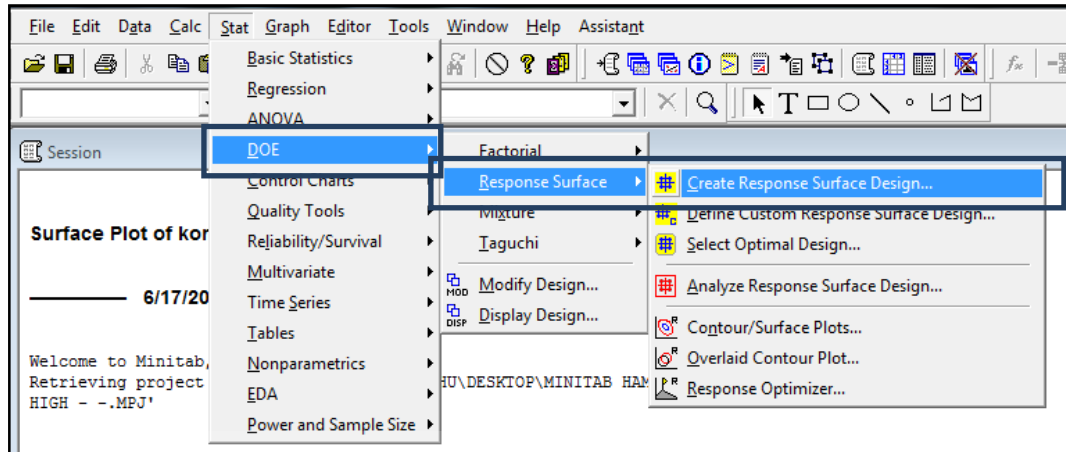 File Edit Data Calc Stat Graph Editor Tools Window Help Assistant
Session
Surface Plot of kor
6/17/20
Welcome to Minitab,
Retrieving project HU\DESKTOP\MINITAB HAM
HIGH - -.MPJ'
Basic Statistics
Regression
ANOVA
DOE
Control Charts
Quality Tools
Reliability/Survival
Multivariate
Time Series
Tables
Nonparametrics
EDA
Power and Sample Size
Factorial
Response Surface
Mixture
Taguchi
MOD Modify Design...
DISP Display Design...
Create Response Surface Design...
Define Custom Response Surface Design...
Select Optimal Design...
Analyze Response Surface Design...
Contour/Surface Plots...
Overlaid Contour Plot...
Response Optimizer...